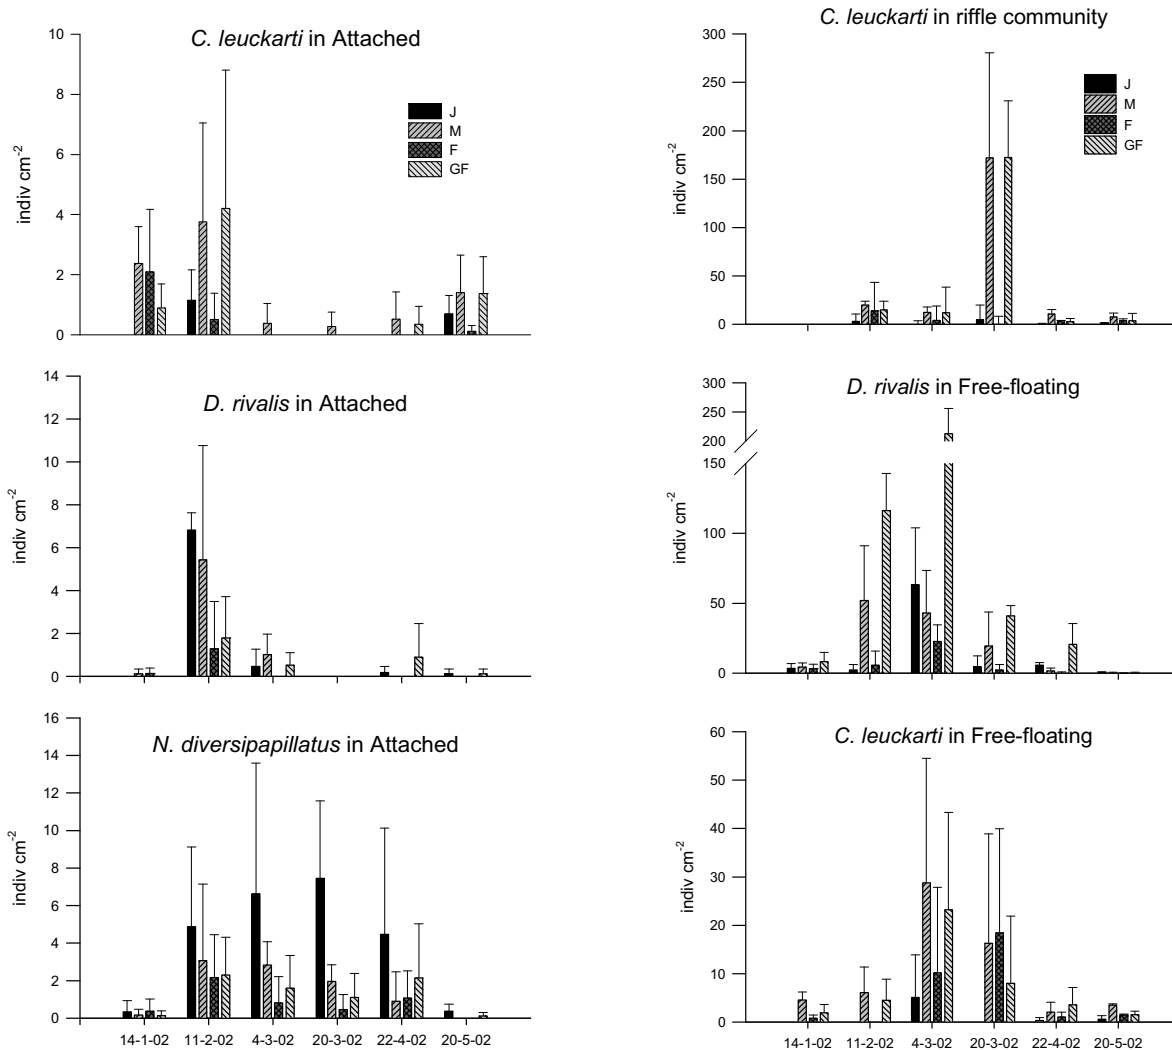 C. leuckarti in Attached
10
8
6
4
2
0
indiv cm-2
J
M
F
GF
C. leuckarti in riffle community
300
250
200
150
100
50
0
indiv cm-2
J
M
F
GF
D. rivalis in Attached
14
12
10
8
6
4
2
0
indiv cm-2
D. rivalis in Free-floating
300
250
200
150
100
50
0
indiv cm-2
N. diversipapillatus in Attached
16
14
12
10
8
6
4
2
0
indiv cm-2
14-1-02 11-2-02 4-3-02 20-3-02 22-4-02 20-5-02
C. leuckarti in Free-floating
60
50
40
30
20
10
0
indiv cm-2
14-1-02 11-2-02 4-3-02 20-3-02 22-4-02 20-5-02